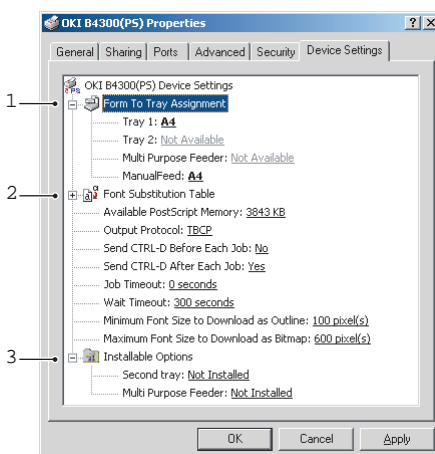 OKI B4300(PS) Properties
General Sharing Ports Advanced Security Device Settings
OKI B4300(PS) Device Settings
1 Form To Tray Assignment
Tray 1: A4
Tray 2: Not Available
Multi Purpose Feeder: Not Available
ManualFeed: A4
2 Font Substitution Table
Available PostScript Memory: 3843 KB
Output Protocol: TBCP
Send CTRL-D Before Each Job: No
Send CTRL-D After Each Job: Yes
Job Timeout: 0 seconds
Wait Timeout: 300 seconds
Minimum Font Size to Download as Outline: 100 pixel(s)
Maximum Font Size to Download as Bitmap: 600 pixel(s)
3 Installable Options
Second tray: Not Installed
Multi Purpose Feeder: Not Installed
OK Cancel Apply